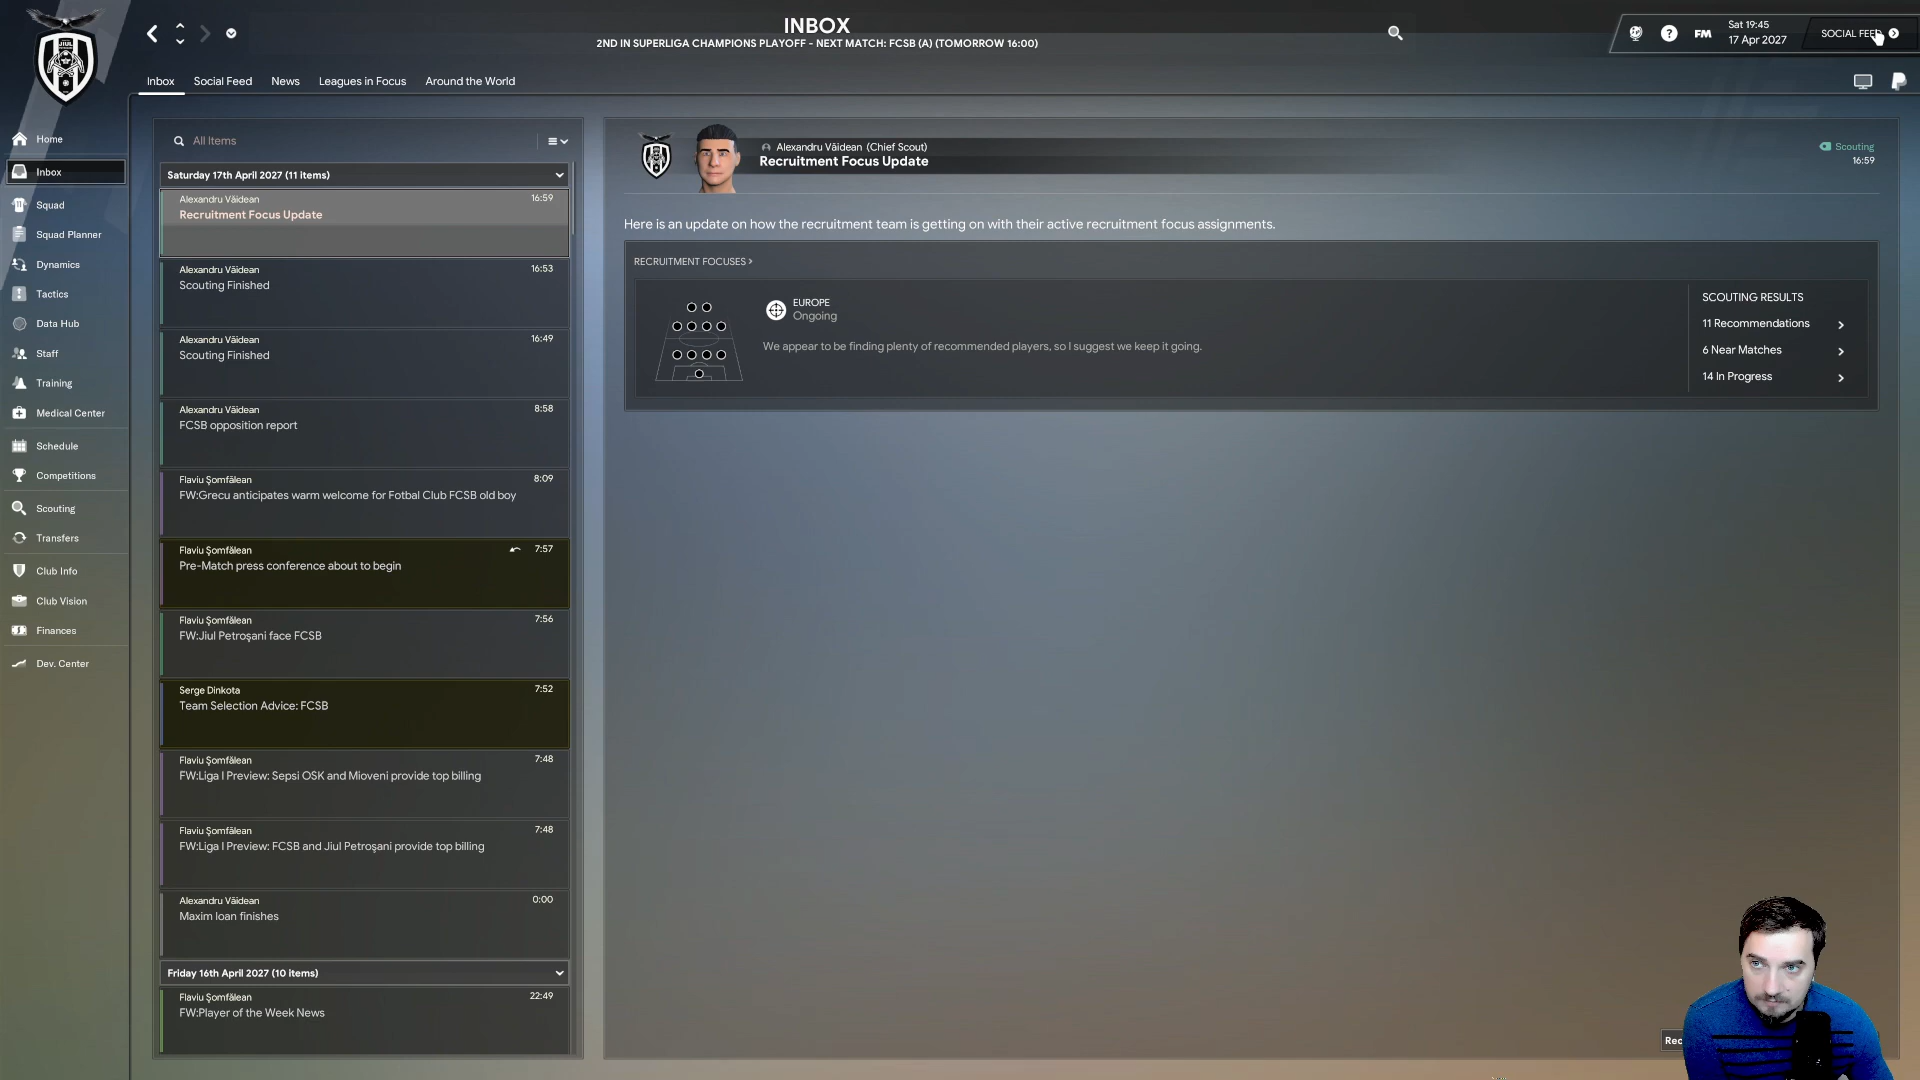 INBOX
2ND IN SUPERLIGA CHAMPIONS PLAYOFF - NEXT MATCH: FCSB (A) (TOMORROW 16:00)
FM
Sat 19:45
17 Apr 2027
SOCIAL FEED
JIUL
Inbox
Social Feed
News
Leagues in Focus
Around the World
Home
Inbox
Squad
Squad Planner
Dynamics
Tactics
Data Hub
Staff
Training
Medical Center
Schedule
Competitions
Scouting
Transfers
Club Info
Club Vision
Finances
Dev. Center
All Items
Saturday 17th April 2027 (11 items)
Alexandru Văidean 16:59
Recruitment Focus Update
Alexandru Văidean 16:53
Scouting Finished
Alexandru Văidean 16:49
Scouting Finished
Alexandru Văidean 8:58
FCSB opposition report
Flaviu Şomfălean 8:09
FW:Grecu anticipates warm welcome for Fotbal Club FCSB old boy
Flaviu Şomfălean 7:57
Pre-Match press conference about to begin
Flaviu Şomfălean 7:56
FW:Jiul Petroşani face FCSB
Serge Dinkota 7:52
Team Selection Advice: FCSB
Flaviu Şomfălean 7:48
FW:Liga I Preview: Sepsi OSK and Mioveni provide top billing
Flaviu Şomfălean 7:48
FW:Liga I Preview: FCSB and Jiul Petroşani provide top billing
Alexandru Văidean 0:00
Maxim loan finishes
Friday 16th April 2027 (10 items)
Flaviu Şomfălean 22:49
FW:Player of the Week News
Alexandru Văidean (Chief Scout)
Recruitment Focus Update
Scouting
16:59
Here is an update on how the recruitment team is getting on with their active recruitment focus assignments.
RECRUITMENT FOCUSES >
EUROPE
Ongoing
We appear to be finding plenty of recommended players, so I suggest we keep it going.
SCOUTING RESULTS
11 Recommendations
6 Near Matches
14 In Progress